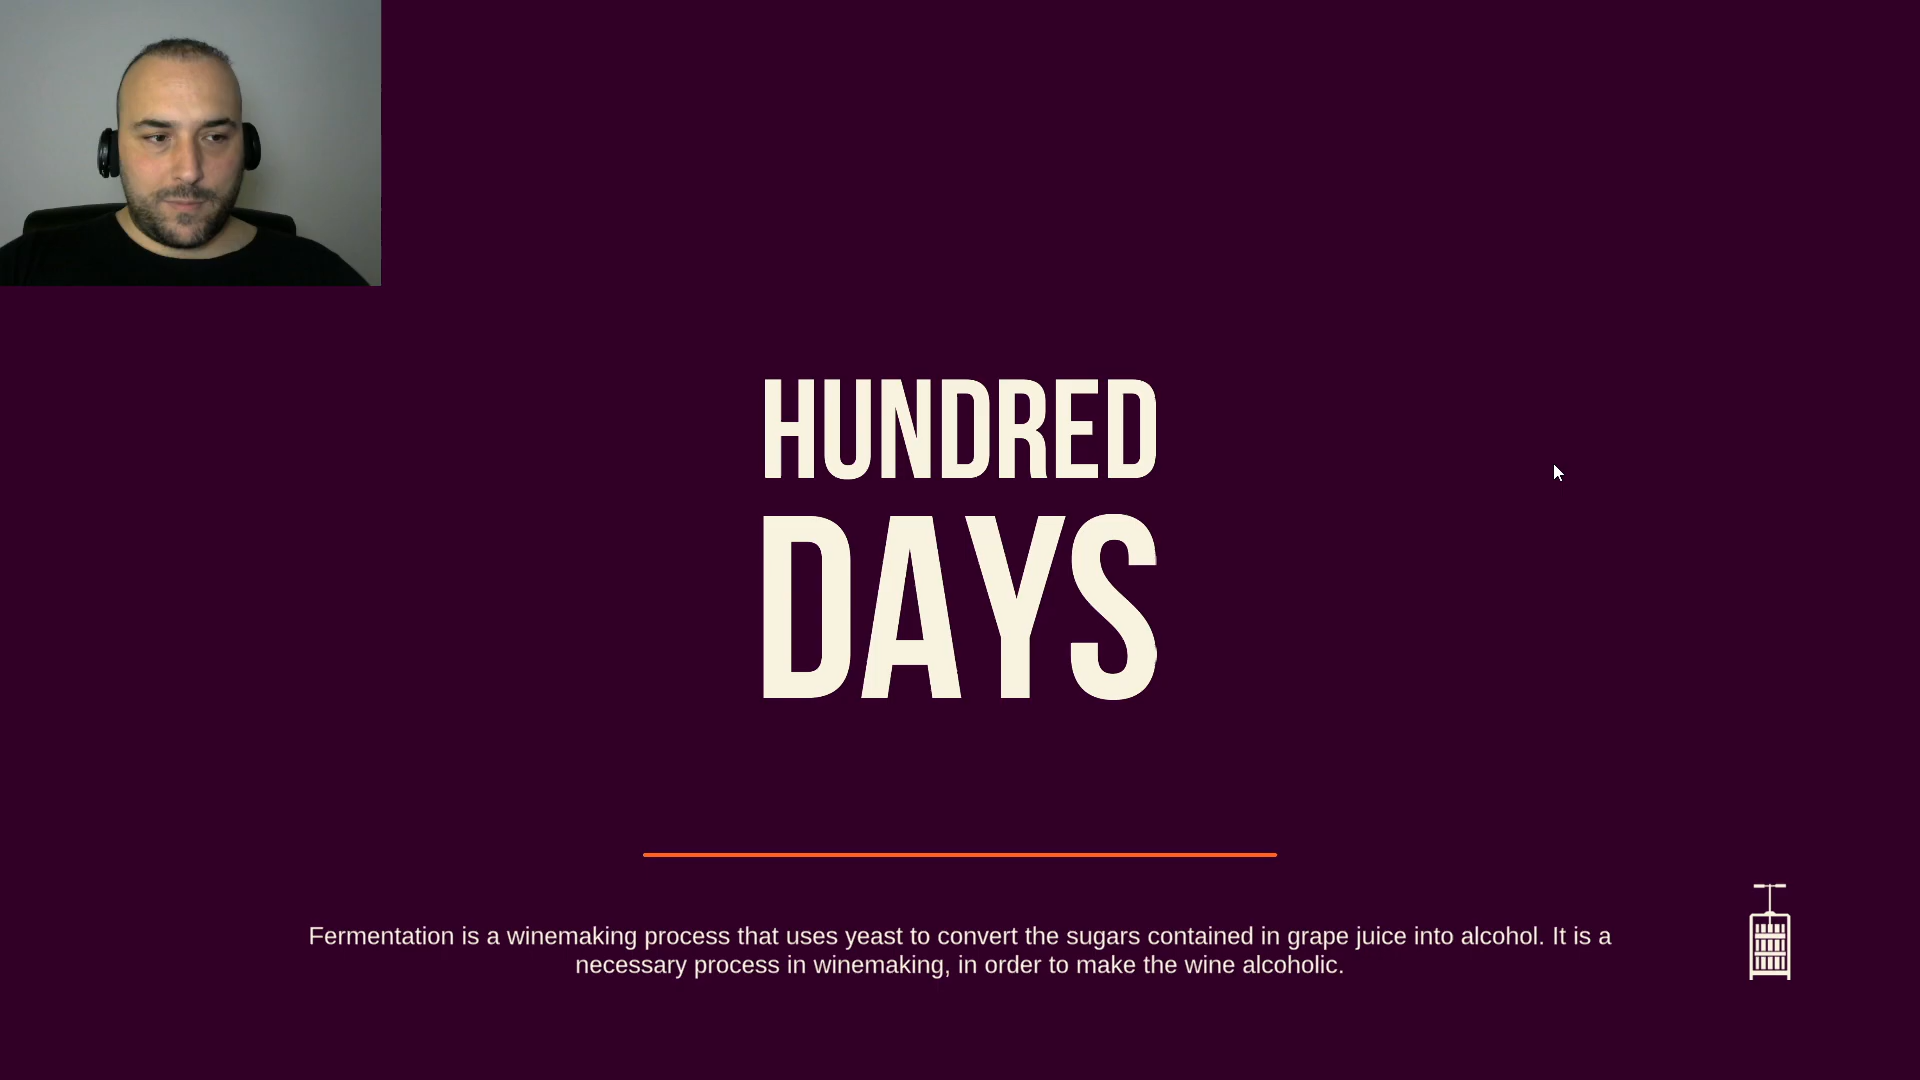 HUNDRED
DAYS
Fermentation is a winemaking process that uses yeast to convert the sugars contained in grape juice into alcohol. It is a
necessary process in winemaking, in order to make the wine alcoholic.